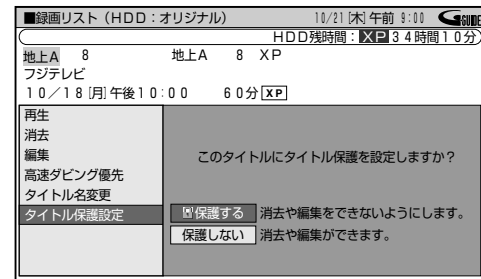 ■録画リスト（HDD：オリジナル） 10/21[木]午前 9:00 GGUIDE
HDD残時間：XP34時間10分
地上A 8 地上A 8 XP
フジテレビ
10／18[月]午後10：00 60分 XP
再生
消去
編集
高速ダビング優先
タイトル名変更
タイトル保護設定
このタイトルにタイトル保護を設定しますか？
保護する 消去や編集をできないようにします。
保護しない 消去や編集ができます。